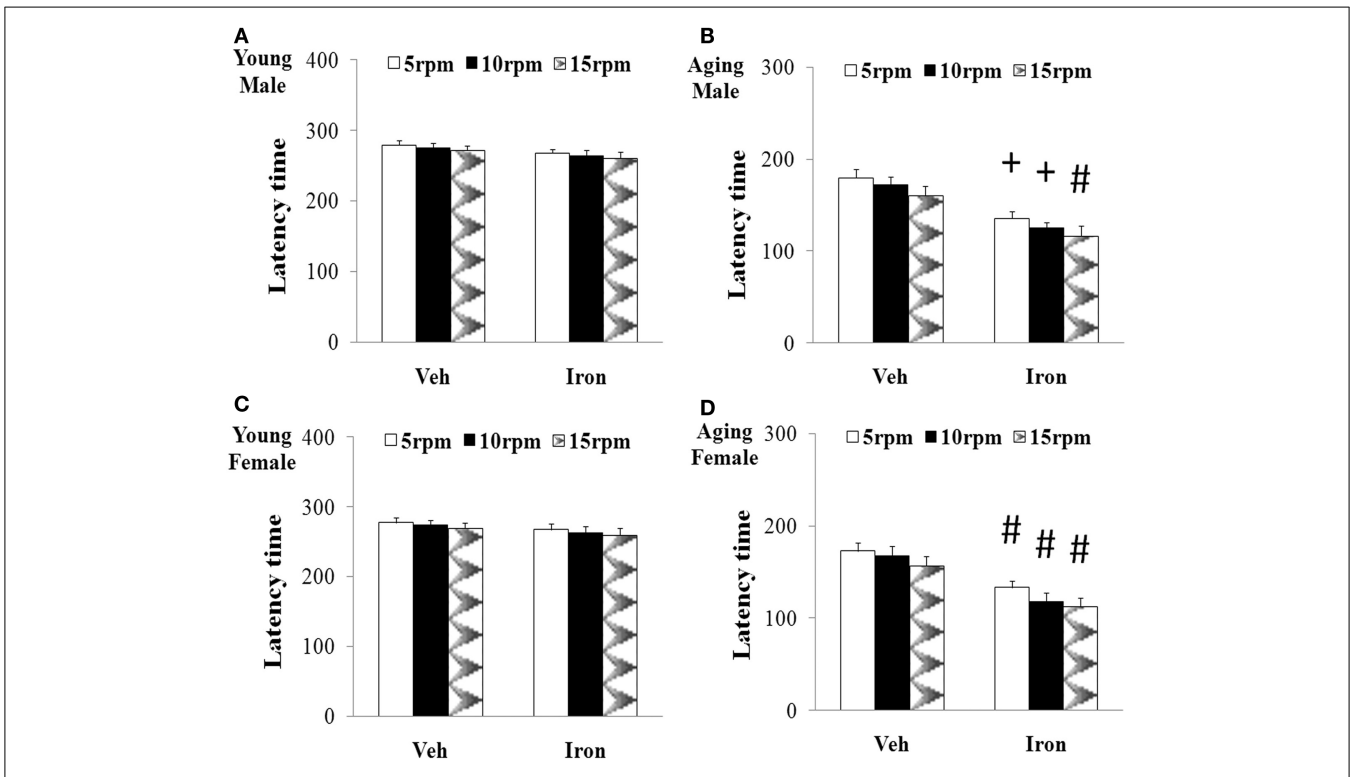 A
Young
Male
400
300
200
100
0
Latency time
5rpm 10rpm 15rpm
Veh Iron
B
Aging
Male
300
200
100
0
Latency time
5rpm 10rpm 15rpm
+ + #
Veh Iron
C
Young
Female
400
300
200
100
0
Latency time
5rpm 10rpm 15rpm
Veh Iron
D
Aging
Female
300
200
100
0
Latency time
5rpm 10rpm 15rpm
# # #
Veh Iron